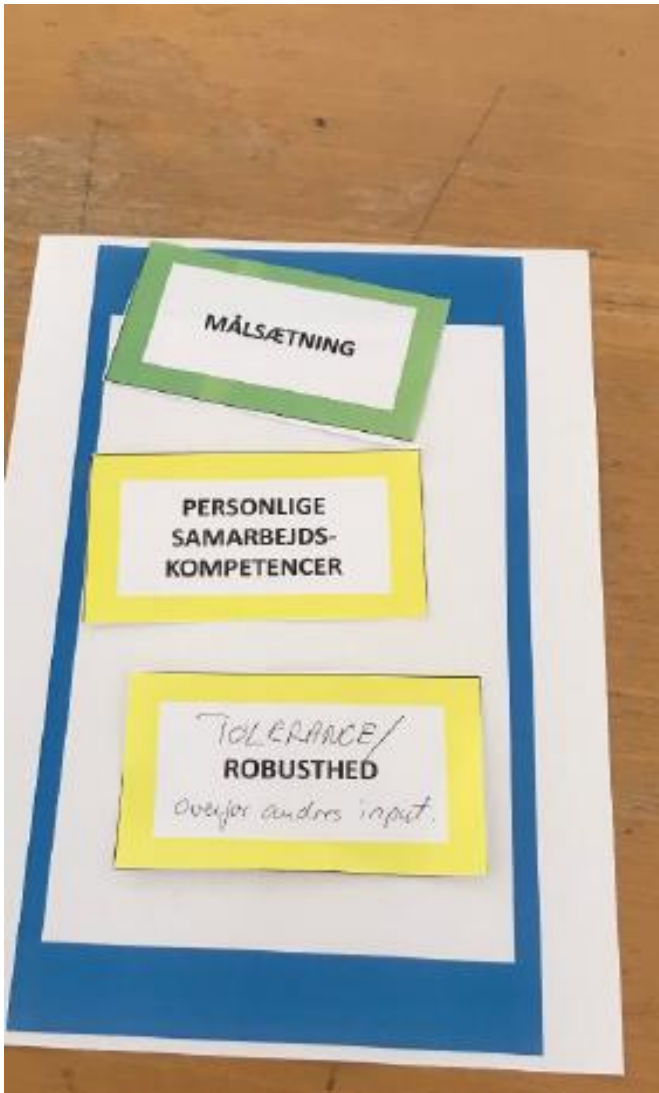 MÅLSÆTNING
PERSONLIGE
SAMARBEJDS-
KOMPETENCER
TOLERANCE/
ROBUSTHED
overfor andres input.